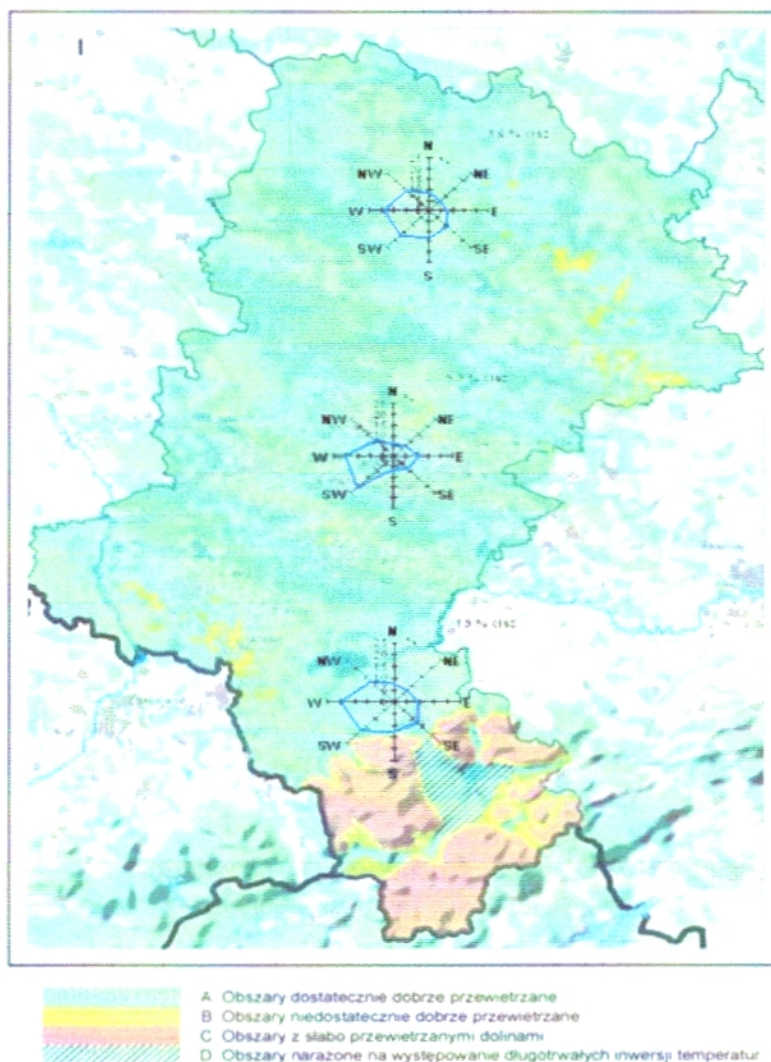 N
NW NE
W E
SW SE
S
N
NW NE
W E
SW SE
S
N
NW NE
W E
SW SE
S
A Obszary dostatecznie dobrze przewietrzane
B Obszary niedostatecznie dobrze przewietrzane
C Obszary z słabo przewietrzanymi dolinami
D Obszary narażone na występowanie długotrwałych inwersji temperatur